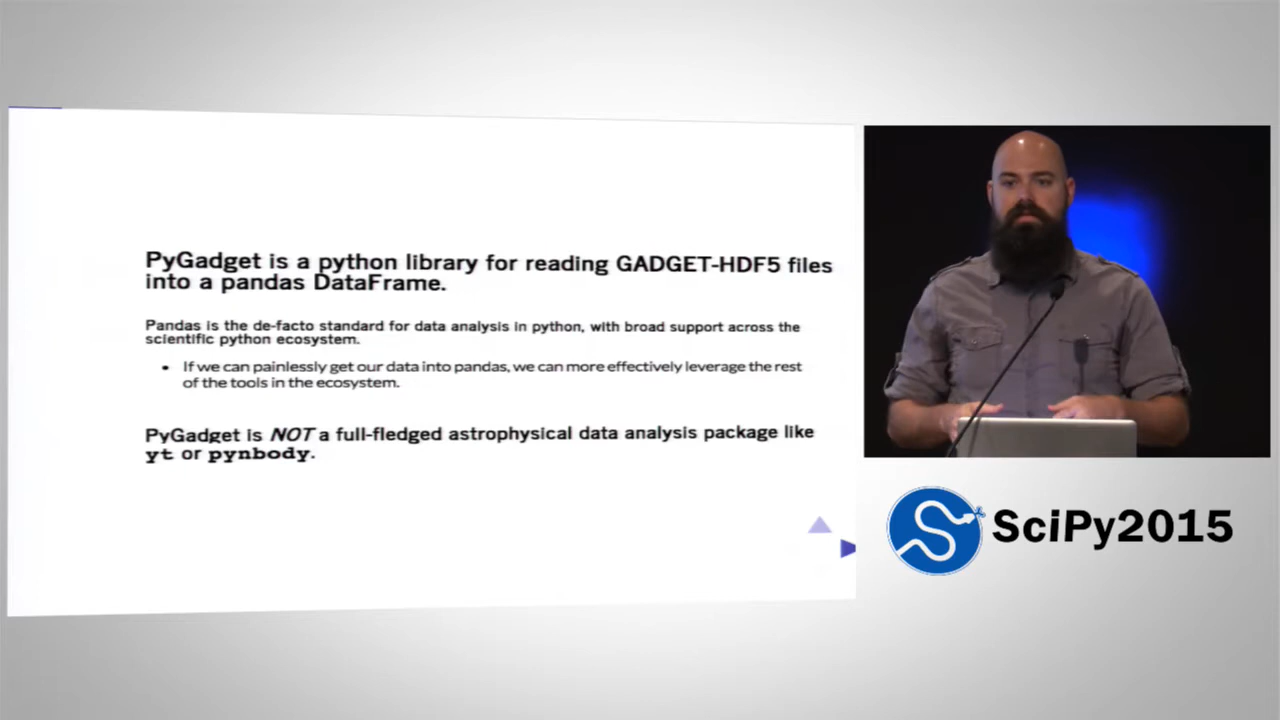 PyGadget is a python library for reading GADGET-HDF5 files
into a pandas DataFrame.
Pandas is the de-facto standard for data analysis in python, with broad support across the
scientific python ecosystem.
• If we can painlessly get our data into pandas, we can more effectively leverage the rest
of the tools in the ecosystem.
PyGadget is NOT a full-fledged astrophysical data analysis package like
yt or pynbody.
SciPy2015